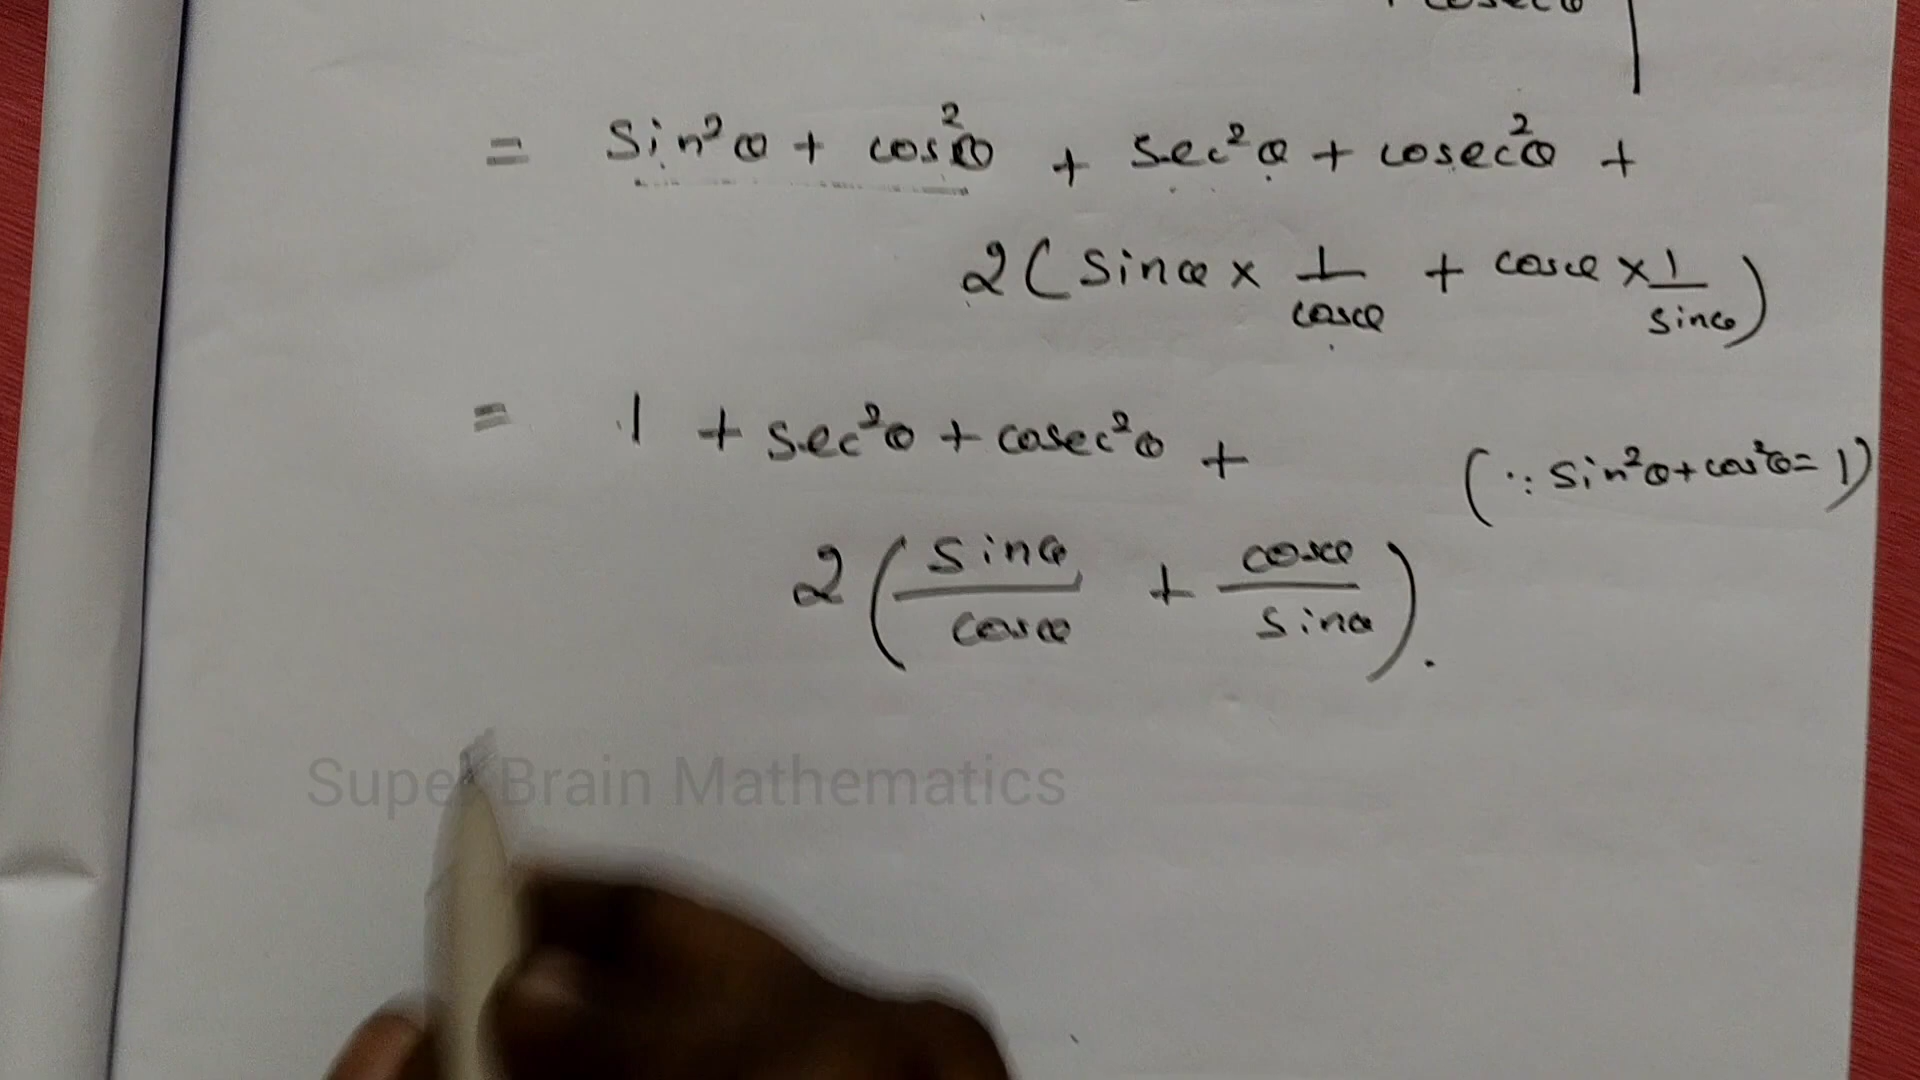 cosecθ
= sin²θ + cos²θ + sec²θ + cosec²θ +
2(sinθ × 1/cosθ + cosθ × 1/sinθ)
= 1 + sec²θ + cosec²θ +
(∵ sin²θ + cos²θ = 1)
2(sinθ/cosθ + cosθ/sinθ).
Super Brain Mathematics